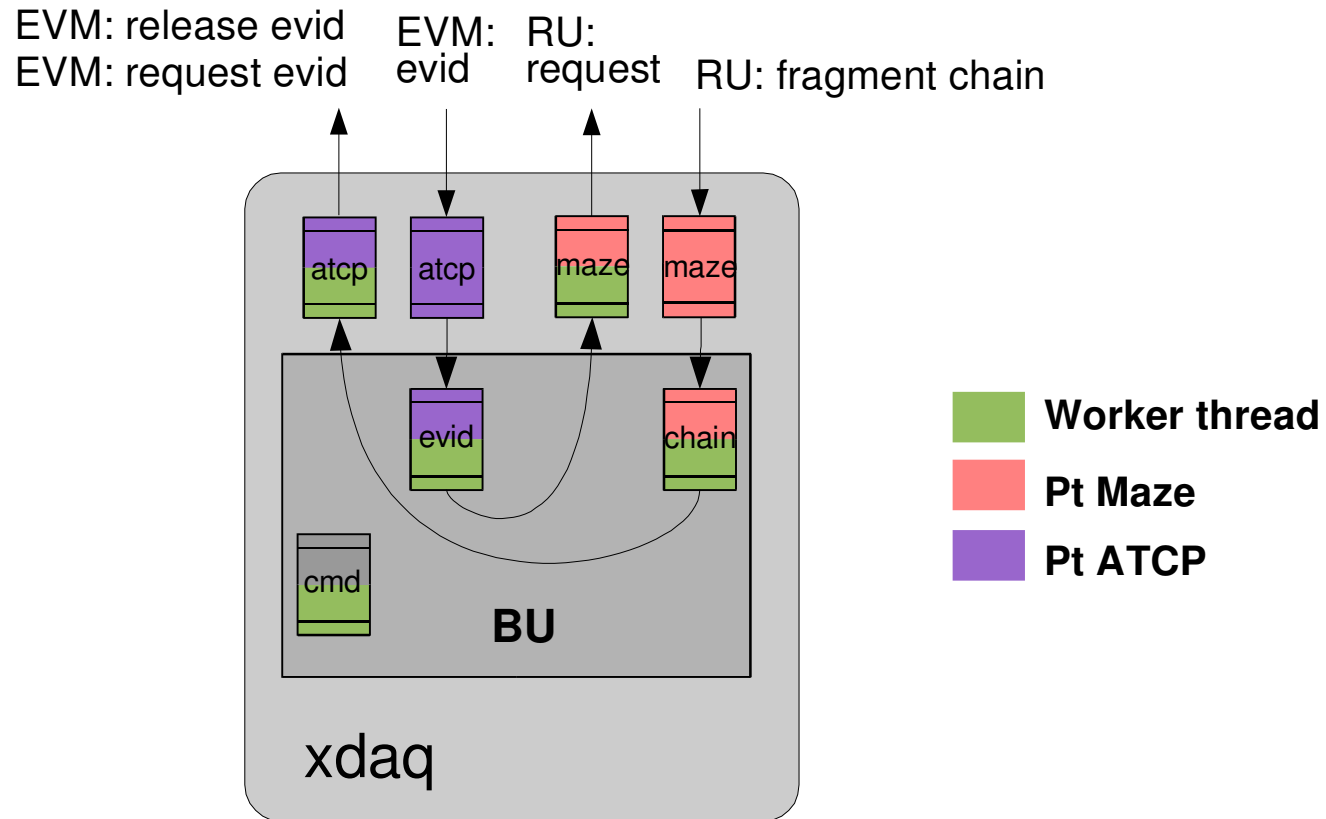 EVM: release evid
EVM: request evid
EVM:
evid
RU:
request
RU: fragment chain
atcp
atcp
maze
maze
evid
chain
cmd
BU
xdaq
Worker thread
Pt Maze
Pt ATCP